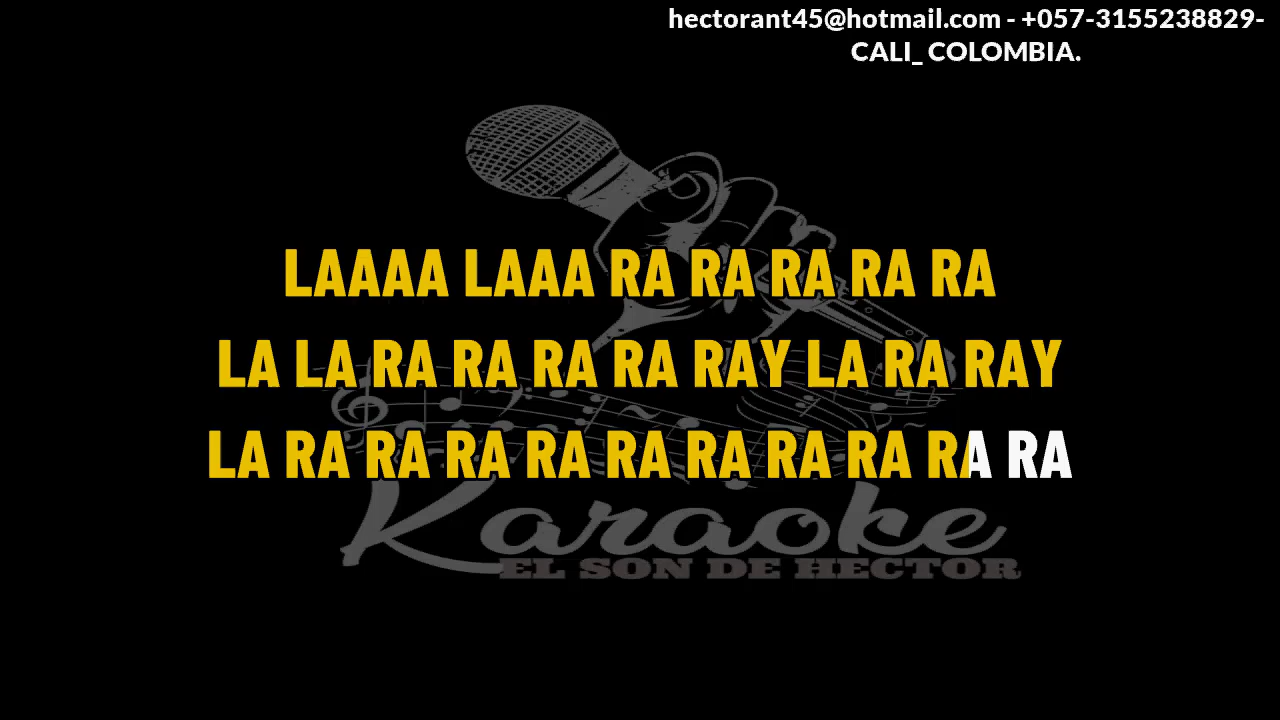 hectorant45@hotmail.com - +057-3155238829-
CALI_ COLOMBIA.
LAAAA LAAA RA RA RA RA RA
LA LA RA RA RA RA RAY LA RA RAY
LA RA RA RA RA RA RA RA RA RA RA
Karaoke
EL SON DE HECTOR